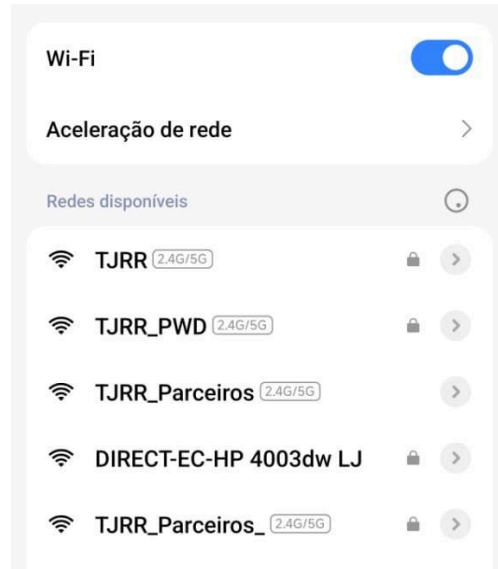 Wi-Fi
Aceleração de rede
Redes disponíveis
TJRR 2.4G/5G
TJRR_PWD 2.4G/5G
TJRR_Parceiros 2.4G/5G
DIRECT-EC-HP 4003dw LJ
TJRR_Parceiros_ 2.4G/5G